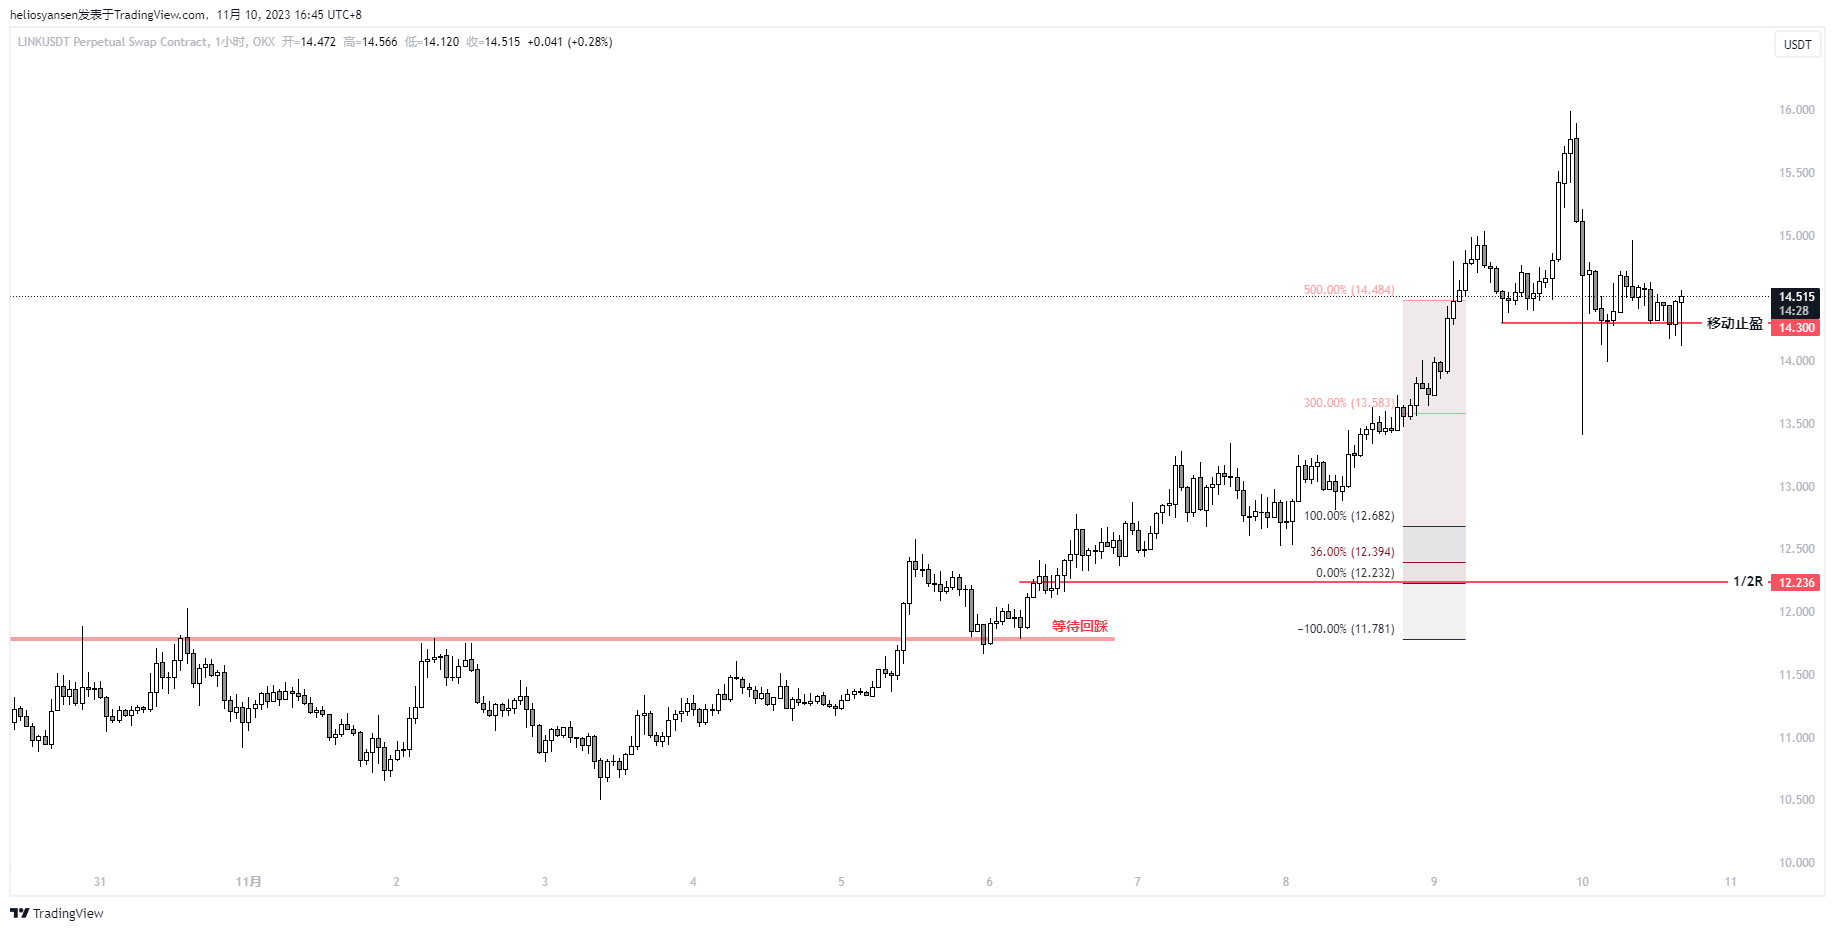 heliosyansen发表于TradingView.com, 11月 10, 2023 16:45 UTC+8
LINKUSDT Perpetual Swap Contract, 1小时, OKX 开=14.472 高=14.566 低=14.120 收=14.515 +0.041 (+0.28%)
USDT
16.000
15.500
15.000
500.00% (14.484)
14.515
14:28
移动止盈
14.300
14.000
300.00% (13.583)
13.500
13.000
100.00% (12.682)
12.500
36.00% (12.394)
0.00% (12.232)
1/2R
12.236
12.000
等待回踩
−100.00% (11.781)
11.500
11.000
10.500
10.000
31 11月 2 3 4 5 6 7 8 9 10 11
TradingView